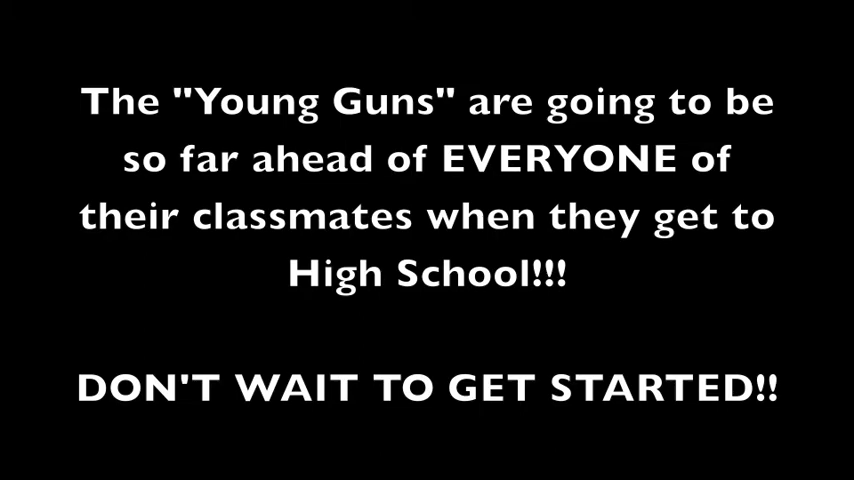 The "Young Guns" are going to be
so far ahead of EVERYONE of
their classmates when they get to
High School!!!
DON'T WAIT TO GET STARTED!!